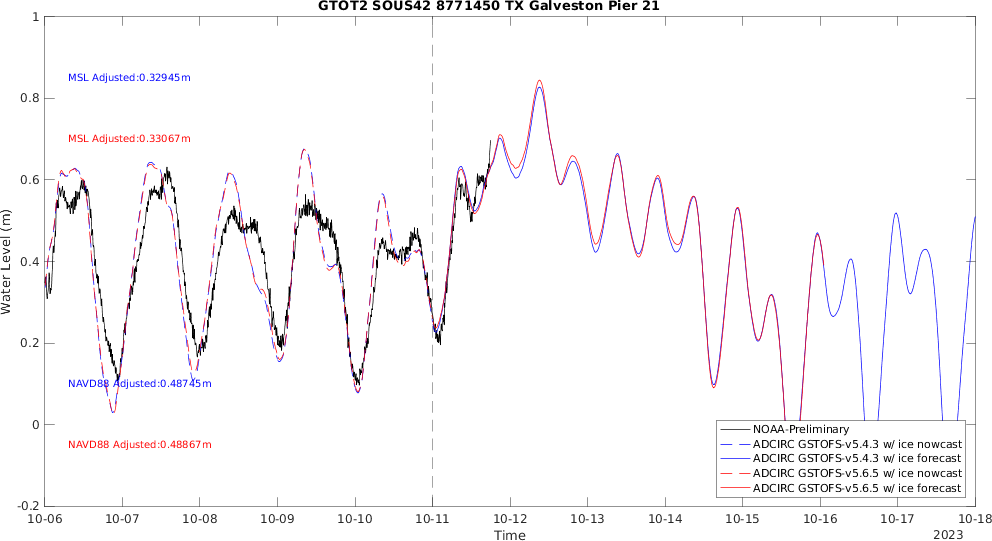 GTOT2 SOUS42 8771450 TX Galveston Pier 21
1
0.8
0.6
0.4
0.2
0
-0.2
Water Level (m)
MSL Adjusted:0.32945m
MSL Adjusted:0.33067m
NAVD88 Adjusted:0.48745m
NAVD88 Adjusted:0.48867m
NOAA-Preliminary
ADCIRC GSTOFS-v5.4.3 w/ ice nowcast
ADCIRC GSTOFS-v5.4.3 w/ ice forecast
ADCIRC GSTOFS-v5.6.5 w/ ice nowcast
ADCIRC GSTOFS-v5.6.5 w/ ice forecast
10-06 10-07 10-08 10-09 10-10 10-11 10-12 10-13 10-14 10-15 10-16 10-17 10-18
Time
2023